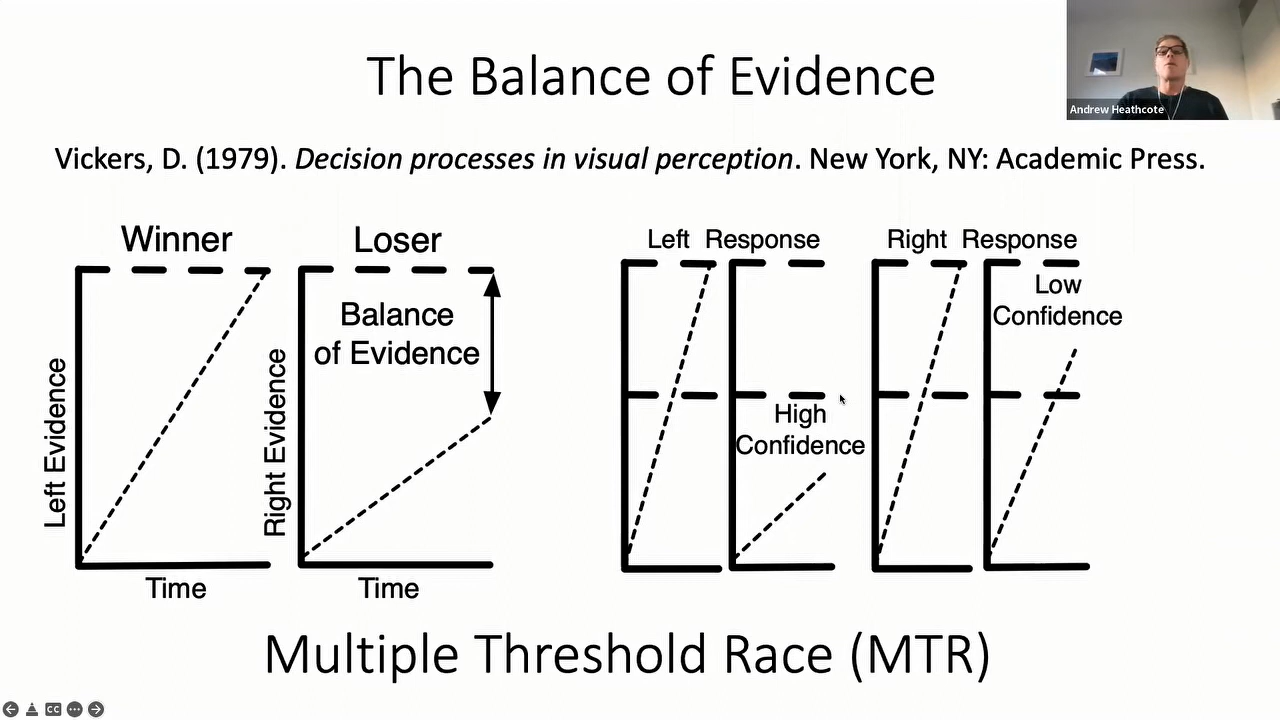 The Balance of Evidence
Andrew Heathcote
Vickers, D. (1979). Decision processes in visual perception. New York, NY: Academic Press.
Winner
Loser
Left Evidence
Time
Right Evidence
Balance
of Evidence
Time
Left Response
High
Confidence
Right Response
Low
Confidence
Multiple Threshold Race (MTR)
CC